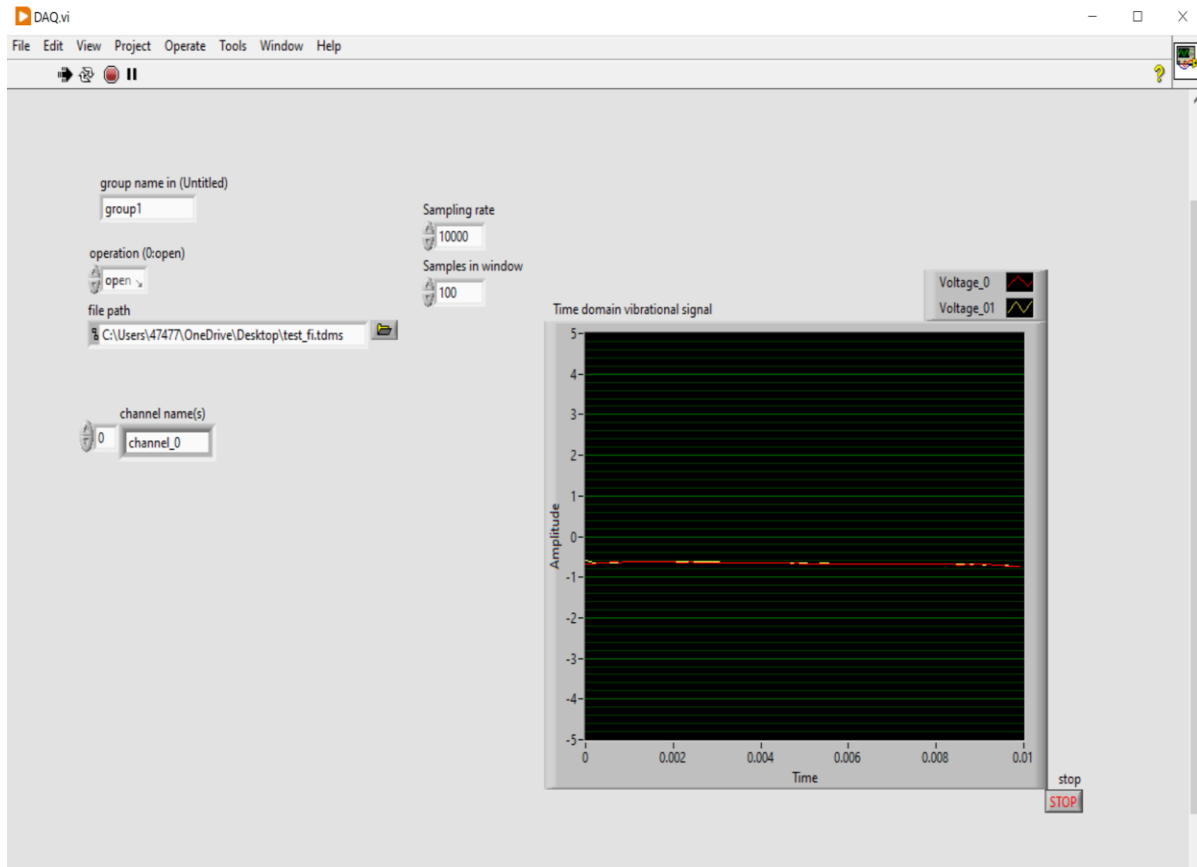 DAQ.vi
File Edit View Project Operate Tools Window Help
group name in (Untitled)
group1
operation (0:open)
open
file path
C:\Users\47477\OneDrive\Desktop\test_fi.tdms
channel name(s)
0
channel_0
Sampling rate
10000
Samples in window
100
Time domain vibrational signal
Voltage_0
Voltage_01
5
4
3
2
1
0
-1
-2
-3
-4
-5
Amplitude
0 0.002 0.004 0.006 0.008 0.01
Time
stop
STOP